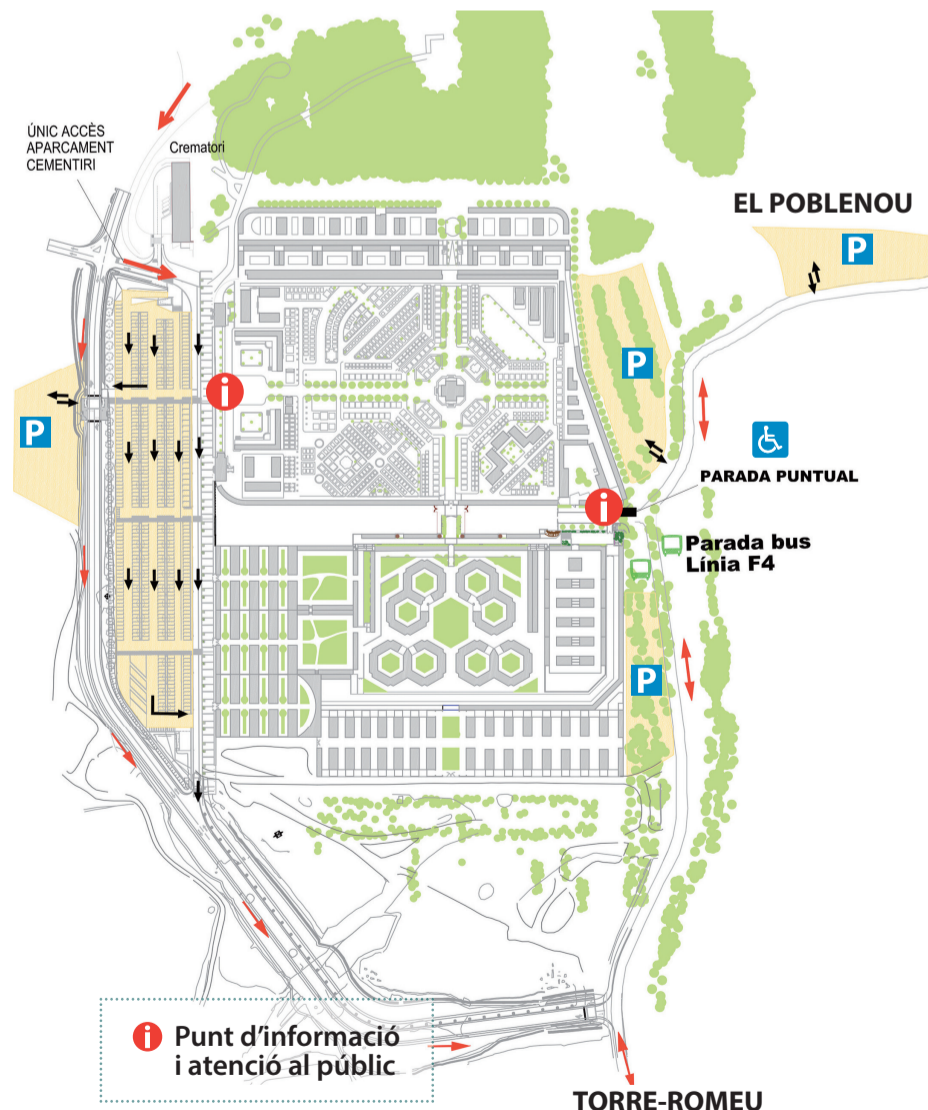 ÚNIC ACCÈS
APARCAMENT
CEMENTIRI
Crematori
EL POBLENOU
P
P
P
PARADA PUNTUAL
Parada bus
Línia F4
P
i
i
i Punt d'informació
i atenció al públic
TORRE-ROMEU